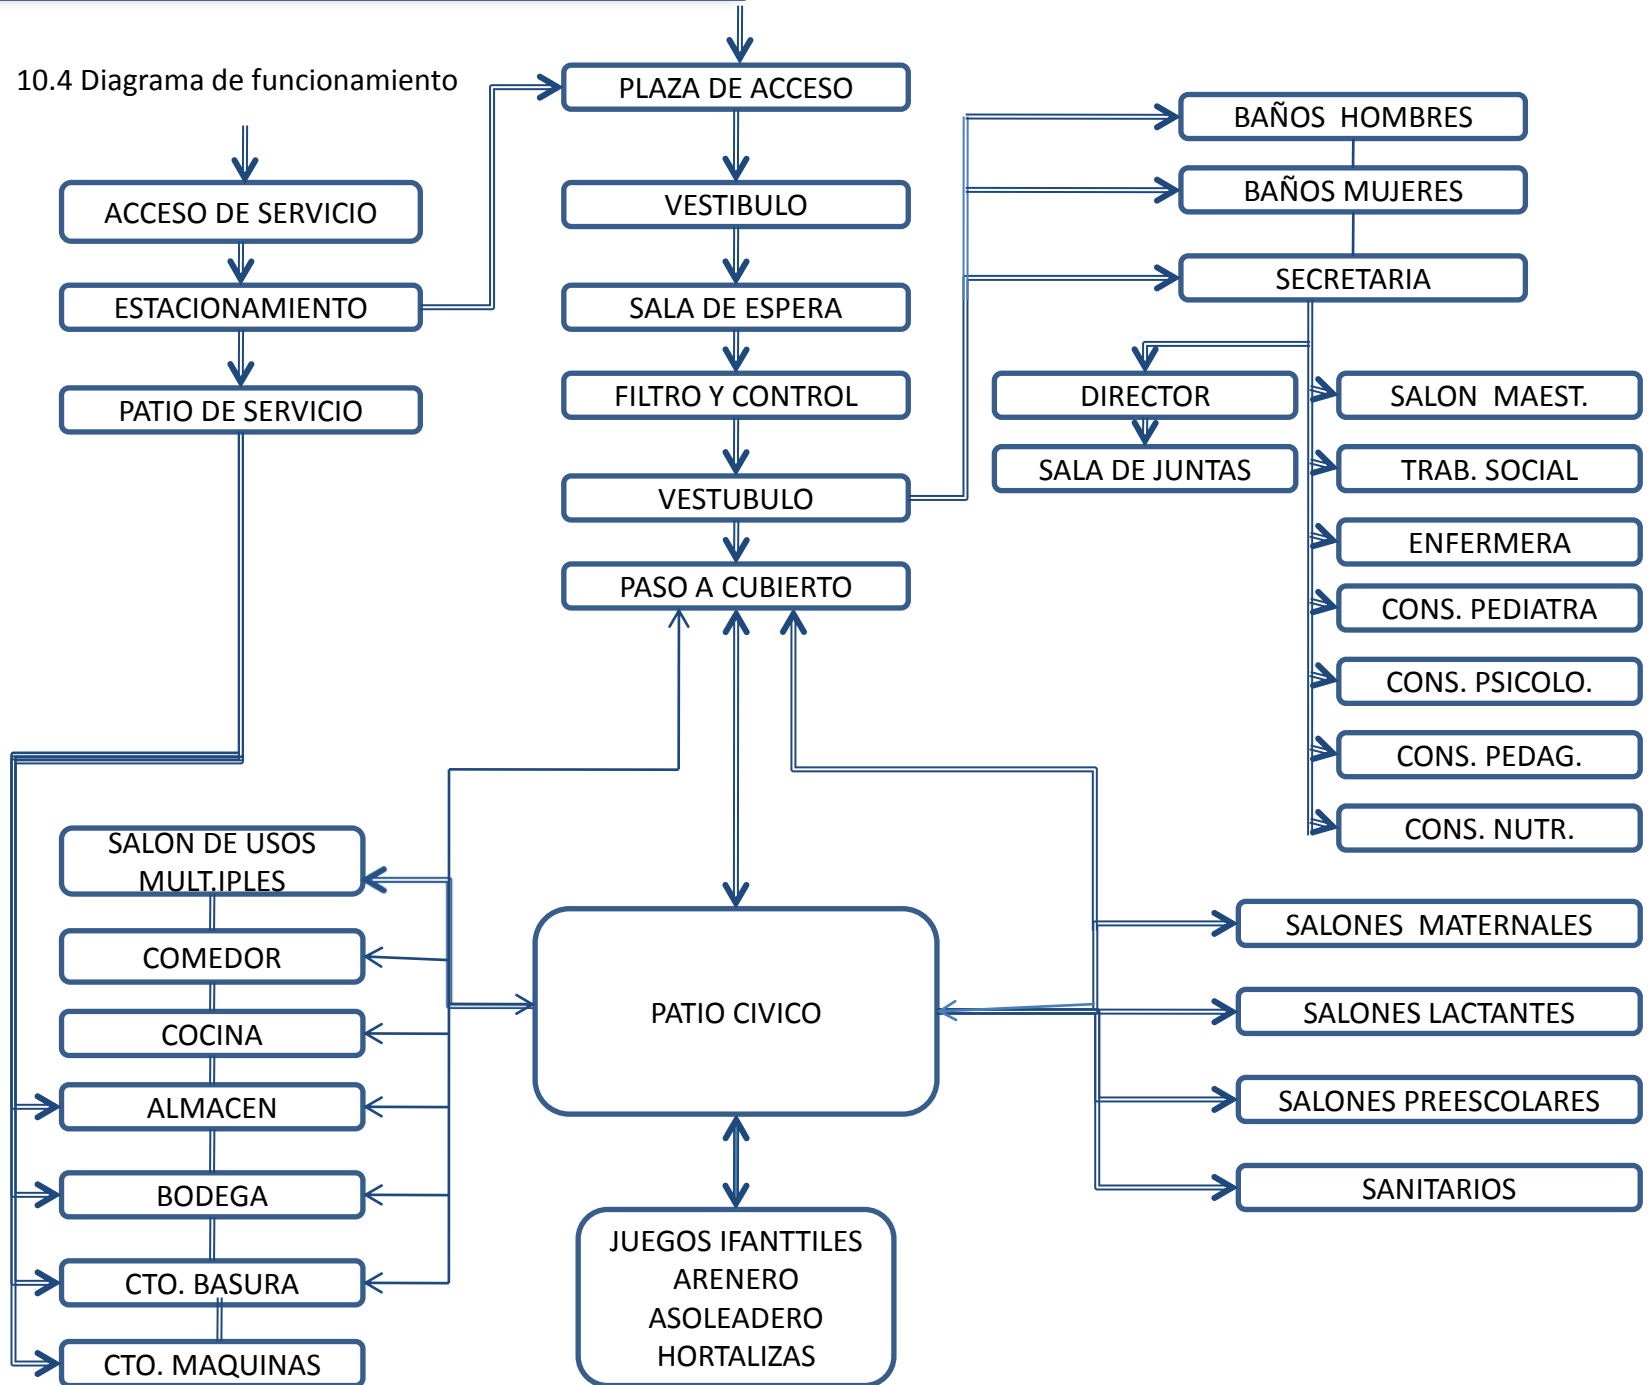 10.4 Diagrama de funcionamiento
ACCESO DE SERVICIO
ESTACIONAMIENTO
PATIO DE SERVICIO
PLAZA DE ACCESO
VESTIBULO
SALA DE ESPERA
FILTRO Y CONTROL
VESTUBULO
PASO A CUBIERTO
BAÑOS  HOMBRES
BAÑOS MUJERES
SECRETARIA
DIRECTOR
SALA DE JUNTAS
SALON  MAEST.
TRAB. SOCIAL
ENFERMERA
CONS. PEDIATRA
CONS. PSICOLO.
CONS. PEDAG.
CONS. NUTR.
SALON DE USOS
MULT.IPLES
COMEDOR
COCINA
ALMACEN
BODEGA
CTO. BASURA
CTO. MAQUINAS
PATIO CIVICO
JUEGOS IFANTTILES
ARENERO
ASOLEADERO
HORTALIZAS
SALONES  MATERNALES
SALONES LACTANTES
SALONES PREESCOLARES
SANITARIOS